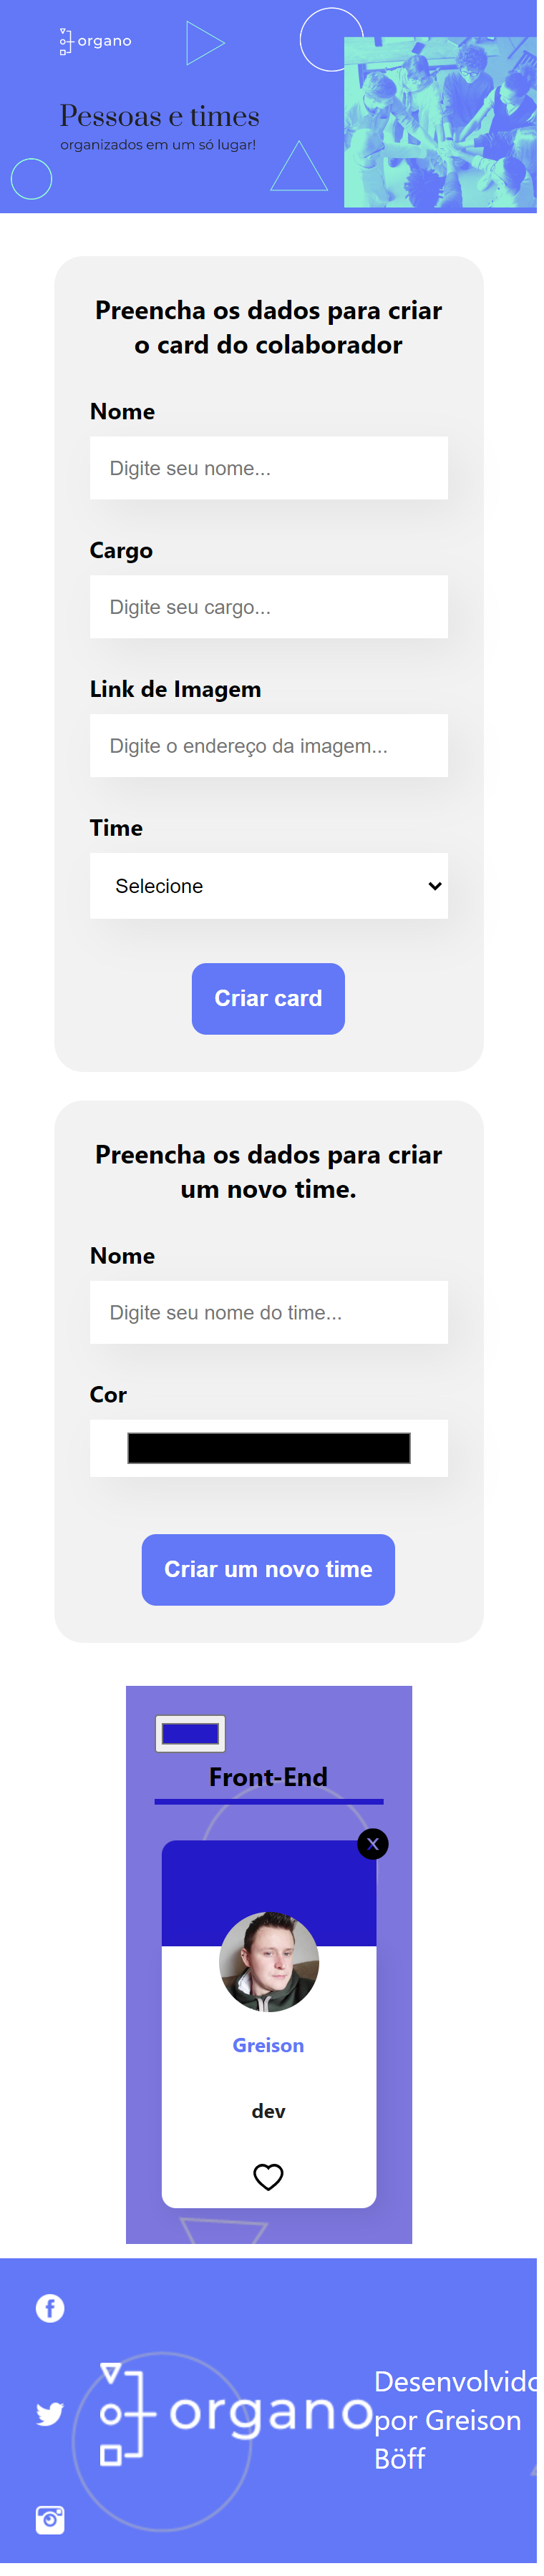 organo
Pessoas e times
organizados em um só lugar!
Preencha os dados para criar
o card do colaborador
Nome
Digite seu nome...
Cargo
Digite seu cargo...
Link de Imagem
Digite o endereço da imagem...
Time
Selecione
Criar card
Preencha os dados para criar
um novo time.
Nome
Digite seu nome do time...
Cor
Criar um novo time
Front-End
X
Greison
dev
organo
Desenvolvido
por Greison
Böff